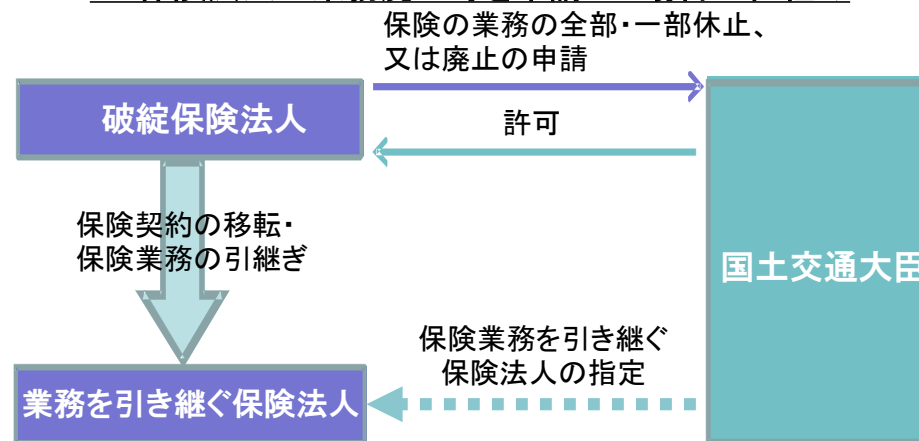 保険の業務の全部・一部休止、
又は廃止の申請
破綻保険法人
許可
保険契約の移転・
保険業務の引継ぎ
国土交通大臣
保険業務を引き継ぐ
保険法人の指定
業務を引き継ぐ保険法人